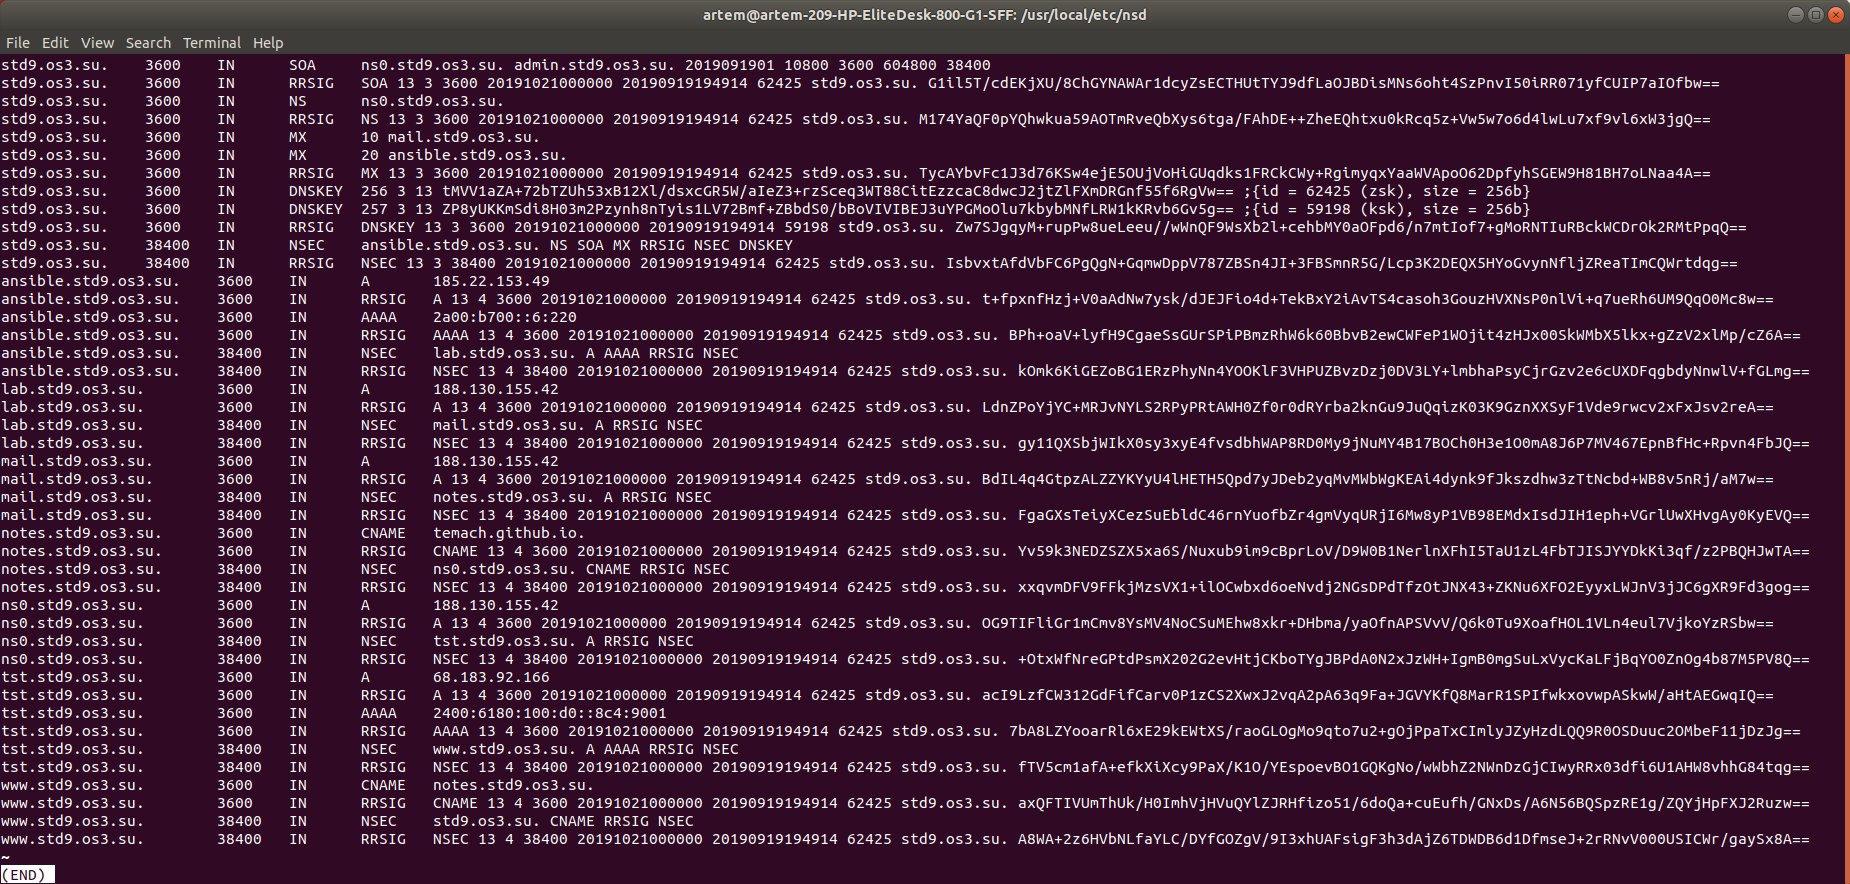 artem@artem-209-HP-EliteDesk-800-G1-SFF: /usr/local/etc/nsd
File Edit View Search Terminal Help
std9.os3.su. 3600 IN SOA ns0.std9.os3.su. admin.std9.os3.su. 2019091901 10800 3600 604800 38400
std9.os3.su. 3600 IN RRSIG SOA 13 3 3600 20191021000000 20190919194914 62425 std9.os3.su. G1il5T/cdEKjXU/8ChGYNAWAr1dcyZsECTHUtTYJ9dfLaOJBDisMNs6oht4SzPnvI50iRR071yfCUIP7aIOfbw==
std9.os3.su. 3600 IN NS ns0.std9.os3.su.
std9.os3.su. 3600 IN RRSIG NS 13 3 3600 20191021000000 20190919194914 62425 std9.os3.su. M174YaQF0pYQhwkua59AOTmRveQbXys6tga/FAhDE++ZheEQhtxu0kRcq5z+Vw5w7o6d4lwLu7xf9vl6xW3jgQ==
std9.os3.su. 3600 IN MX 10 mail.std9.os3.su.
std9.os3.su. 3600 IN MX 20 ansible.std9.os3.su.
std9.os3.su. 3600 IN RRSIG MX 13 3 3600 20191021000000 20190919194914 62425 std9.os3.su. TycAYbvFc1J3d76KSw4ejE5OUjVoHiGUqdks1FRCkCWy+RgimyqxYaaWVApoO62DpfyhSGEW9H81BH7oLNaa4A==
std9.os3.su. 3600 IN DNSKEY 256 3 13 tMVV1aZA+72bTZUh53xB12Xl/dsxcGR5W/aIeZ3+rzSceq3WT88CitEzzcaC8dwcJ2jtZlFXmDRGnf55f6RgVw== ;{id = 62425 (zsk), size = 256b}
std9.os3.su. 3600 IN DNSKEY 257 3 13 ZP8yUKKmSdi8H03m2Pzynh8nTyis1LV72Bmf+ZBbdS0/bBoVIVIBEJ3uYPGMoOlu7kbybMNfLRW1kKRvb6Gv5g== ;{id = 59198 (ksk), size = 256b}
std9.os3.su. 3600 IN RRSIG DNSKEY 13 3 3600 20191021000000 20190919194914 59198 std9.os3.su. Zw7SJgqyM+rupPw8ueLeeu//wWnQF9WsXb2l+cehbMY0aOFpd6/n7mtIof7+gMoRNTIuRBckWCDrOk2RMtPpqQ==
std9.os3.su. 38400 IN NSEC ansible.std9.os3.su. NS SOA MX RRSIG NSEC DNSKEY
std9.os3.su. 38400 IN RRSIG NSEC 13 3 38400 20191021000000 20190919194914 62425 std9.os3.su. IsbvxtAfdVbFC6PgQgN+GqmwDppV787ZBSn4JI+3FBSmnR5G/Lcp3K2DEQX5HYoGvynNfljZReaTImCQWrtdqg==
ansible.std9.os3.su. 3600 IN A 185.22.153.49
ansible.std9.os3.su. 3600 IN RRSIG A 13 4 3600 20191021000000 20190919194914 62425 std9.os3.su. t+fpxnfHzj+V0aAdNw7ysk/dJEJFio4d+TekBxY2iAvTS4casoh3GouzHVXNsP0nlVi+q7ueRh6UM9QqO0Mc8w==
ansible.std9.os3.su. 3600 IN AAAA 2a00:b700::6:220
ansible.std9.os3.su. 3600 IN RRSIG AAAA 13 4 3600 20191021000000 20190919194914 62425 std9.os3.su. BPh+oaV+lyfH9CgaeSsGUrSPiPBmzRhW6k60BbvB2ewCWFeP1WOjit4zHJx00SkWMbX5lkx+gZzV2xlMp/cZ6A==
ansible.std9.os3.su. 38400 IN NSEC lab.std9.os3.su. A AAAA RRSIG NSEC
ansible.std9.os3.su. 38400 IN RRSIG NSEC 13 4 38400 20191021000000 20190919194914 62425 std9.os3.su. kOmk6KiGEZoBG1ERzPhyNn4YOOKlF3VHPUZBvzDzj0DV3LY+lmbhaPsyCjrGzv2e6cUXDFqgbdyNnwlV+fGLmg==
lab.std9.os3.su. 3600 IN A 188.130.155.42
lab.std9.os3.su. 3600 IN RRSIG A 13 4 3600 20191021000000 20190919194914 62425 std9.os3.su. LdnZPoYjYC+MRJvNYLS2RPyPRtAWH0Zf0r0dRYrba2knGu9JuQqizK03K9GznXXSyF1Vde9rwcv2xFxJsv2reA==
lab.std9.os3.su. 38400 IN NSEC mail.std9.os3.su. A RRSIG NSEC
lab.std9.os3.su. 38400 IN RRSIG NSEC 13 4 38400 20191021000000 20190919194914 62425 std9.os3.su. gy11QXSbjWIkX0sy3xyE4fvsdbhWAP8RD0My9jNuMY4B17BOCh0H3e1O0mA8J6P7MV467EpnBfHc+Rpvn4FbJQ==
mail.std9.os3.su. 3600 IN A 188.130.155.42
mail.std9.os3.su. 3600 IN RRSIG A 13 4 3600 20191021000000 20190919194914 62425 std9.os3.su. BdIL4q4GtpzALZZYKYyU4lHETH5Qpd7yJDeb2yqMvMWbWgKEAi4dynk9fJkszdhw3zTtNcbd+WB8v5nRj/aM7w==
mail.std9.os3.su. 38400 IN NSEC notes.std9.os3.su. A RRSIG NSEC
mail.std9.os3.su. 38400 IN RRSIG NSEC 13 4 38400 20191021000000 20190919194914 62425 std9.os3.su. FgaGXsTeiyXCezSuEbldC46rnYuofbZr4gmVyqURjI6Mw8yP1VB98EMdxIsdJIH1eph+VGrlUwXHvgAy0KyEVQ==
notes.std9.os3.su. 3600 IN CNAME temach.github.io.
notes.std9.os3.su. 3600 IN RRSIG CNAME 13 4 3600 20191021000000 20190919194914 62425 std9.os3.su. Yv59k3NEDZSZX5xa6S/Nuxub9im9cBprLoV/D9W0B1NerlnXFhI5TaU1zL4FbTJISJYYDkKi3qf/z2PBQHJwTA==
notes.std9.os3.su. 38400 IN NSEC ns0.std9.os3.su. CNAME RRSIG NSEC
notes.std9.os3.su. 38400 IN RRSIG NSEC 13 4 38400 20191021000000 20190919194914 62425 std9.os3.su. xxqvmDFV9FFkjMzsVX1+ilOCwbxd6oeNvdj2NGsDPdTfzOtJNX43+ZKNu6XFO2EyyxLWJnV3jJC6gXR9Fd3gog==
ns0.std9.os3.su. 3600 IN A 188.130.155.42
ns0.std9.os3.su. 3600 IN RRSIG A 13 4 3600 20191021000000 20190919194914 62425 std9.os3.su. OG9TIFliGr1mCmv8YsMV4NoCSuMEhw8xkr+DHbma/yaOfnAPSVvV/Q6k0Tu9XoafHOL1VLn4eul7VjkoYzRSbw==
ns0.std9.os3.su. 38400 IN NSEC tst.std9.os3.su. A RRSIG NSEC
ns0.std9.os3.su. 38400 IN RRSIG NSEC 13 4 38400 20191021000000 20190919194914 62425 std9.os3.su. +OtxWfNreGPtdPsmX202G2evHtjCKboTYgJBPdA0N2xJzWH+IgmB0mgSuLxVycKaLFjBqYO0ZnOg4b87M5PV8Q==
tst.std9.os3.su. 3600 IN A 68.183.92.166
tst.std9.os3.su. 3600 IN RRSIG A 13 4 3600 20191021000000 20190919194914 62425 std9.os3.su. acI9LzfCW312GdFifCarv0P1zCS2XwxJ2vqA2pA63q9Fa+JGVYKfQ8MarR1SPIfwkxovwpASkwW/aHtAEGwqIQ==
tst.std9.os3.su. 3600 IN AAAA 2400:6180:100:d0::8c4:9001
tst.std9.os3.su. 3600 IN RRSIG AAAA 13 4 3600 20191021000000 20190919194914 62425 std9.os3.su. 7bA8LZYooarRl6xE29kEWtXS/raoGLOgMo9qto7u2+gOjPpaTxCImlyJZyHzdLQQ9R0OSDuuc2OMbeF11jDzJg==
tst.std9.os3.su. 38400 IN NSEC www.std9.os3.su. A AAAA RRSIG NSEC
tst.std9.os3.su. 38400 IN RRSIG NSEC 13 4 38400 20191021000000 20190919194914 62425 std9.os3.su. fTV5cm1afA+efkXiXcy9PaX/K1O/YEspoevBO1GQKgNo/wWbhZ2NWnDzGjCIwyRRx03dfi6U1AHW8vhhG84tqg==
www.std9.os3.su. 3600 IN CNAME notes.std9.os3.su.
www.std9.os3.su. 3600 IN RRSIG CNAME 13 4 3600 20191021000000 20190919194914 62425 std9.os3.su. axQFTIVUmThUk/H0ImhVjHVuQYlZJRHfizo51/6doQa+cuEufh/GNxDs/A6N56BQSpzRE1g/ZQYjHpFXJ2Ruzw==
www.std9.os3.su. 38400 IN NSEC std9.os3.su. CNAME RRSIG NSEC
www.std9.os3.su. 38400 IN RRSIG NSEC 13 4 38400 20191021000000 20190919194914 62425 std9.os3.su. A8WA+2z6HVbNLfaYLC/DYfGOZgV/9I3xhUAFsigF3h3dAjZ6TDWDB6d1DfmseJ+2rRNvV000USICWr/gaySx8A==
~
(END)